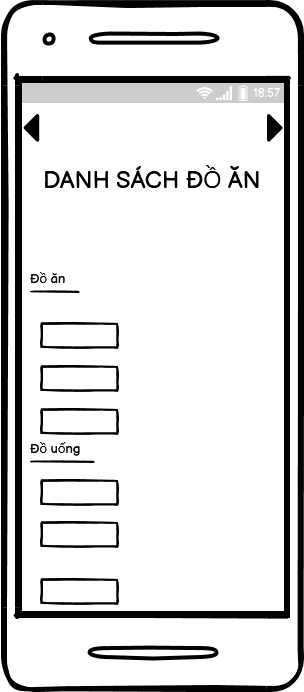 18:57
DANH SÁCH ĐỒ ĂN
Đồ ăn
Đồ uống